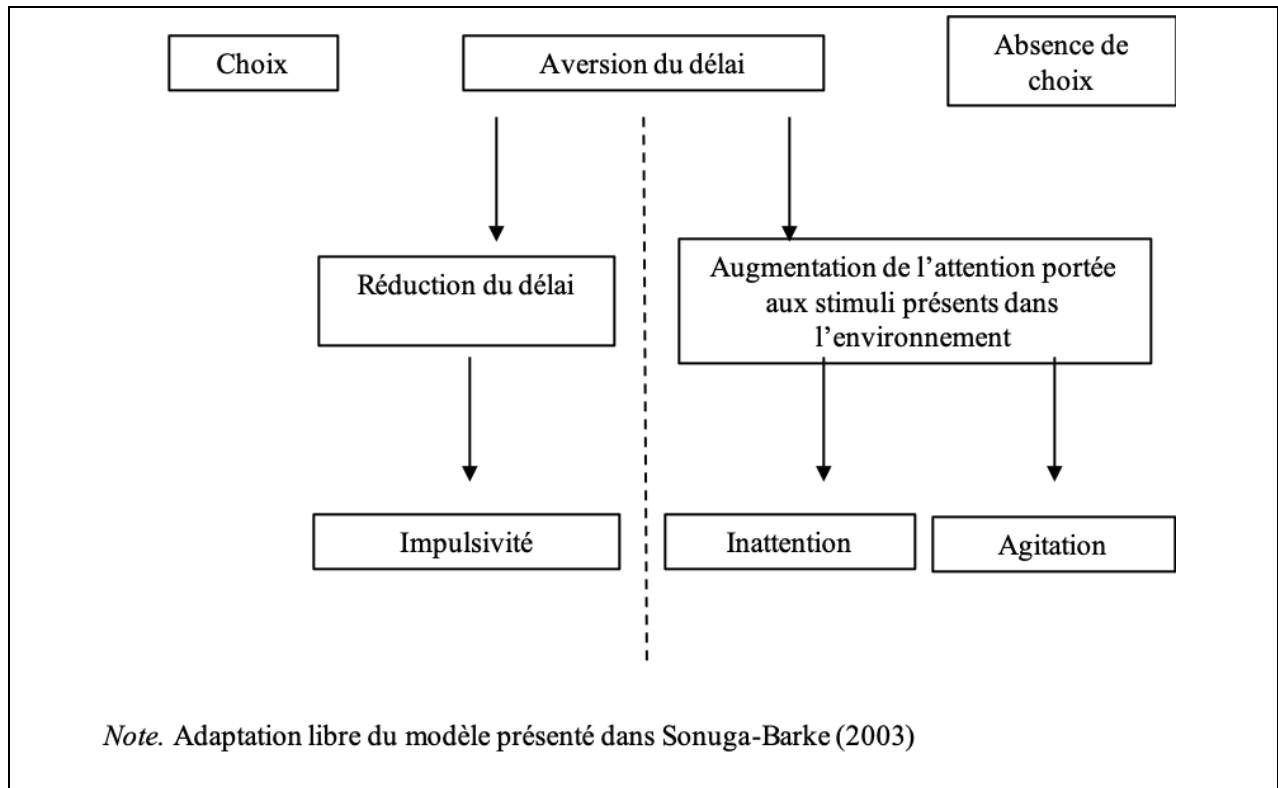 Choix
Aversion du délai
Absence de
choix
Réduction du délai
Augmentation de l’attention portée
aux stimuli présents dans
l’environnement
Impulsivité
Inattention
Agitation
Note. Adaptation libre du modèle présenté dans Sonuga-Barke (2003)